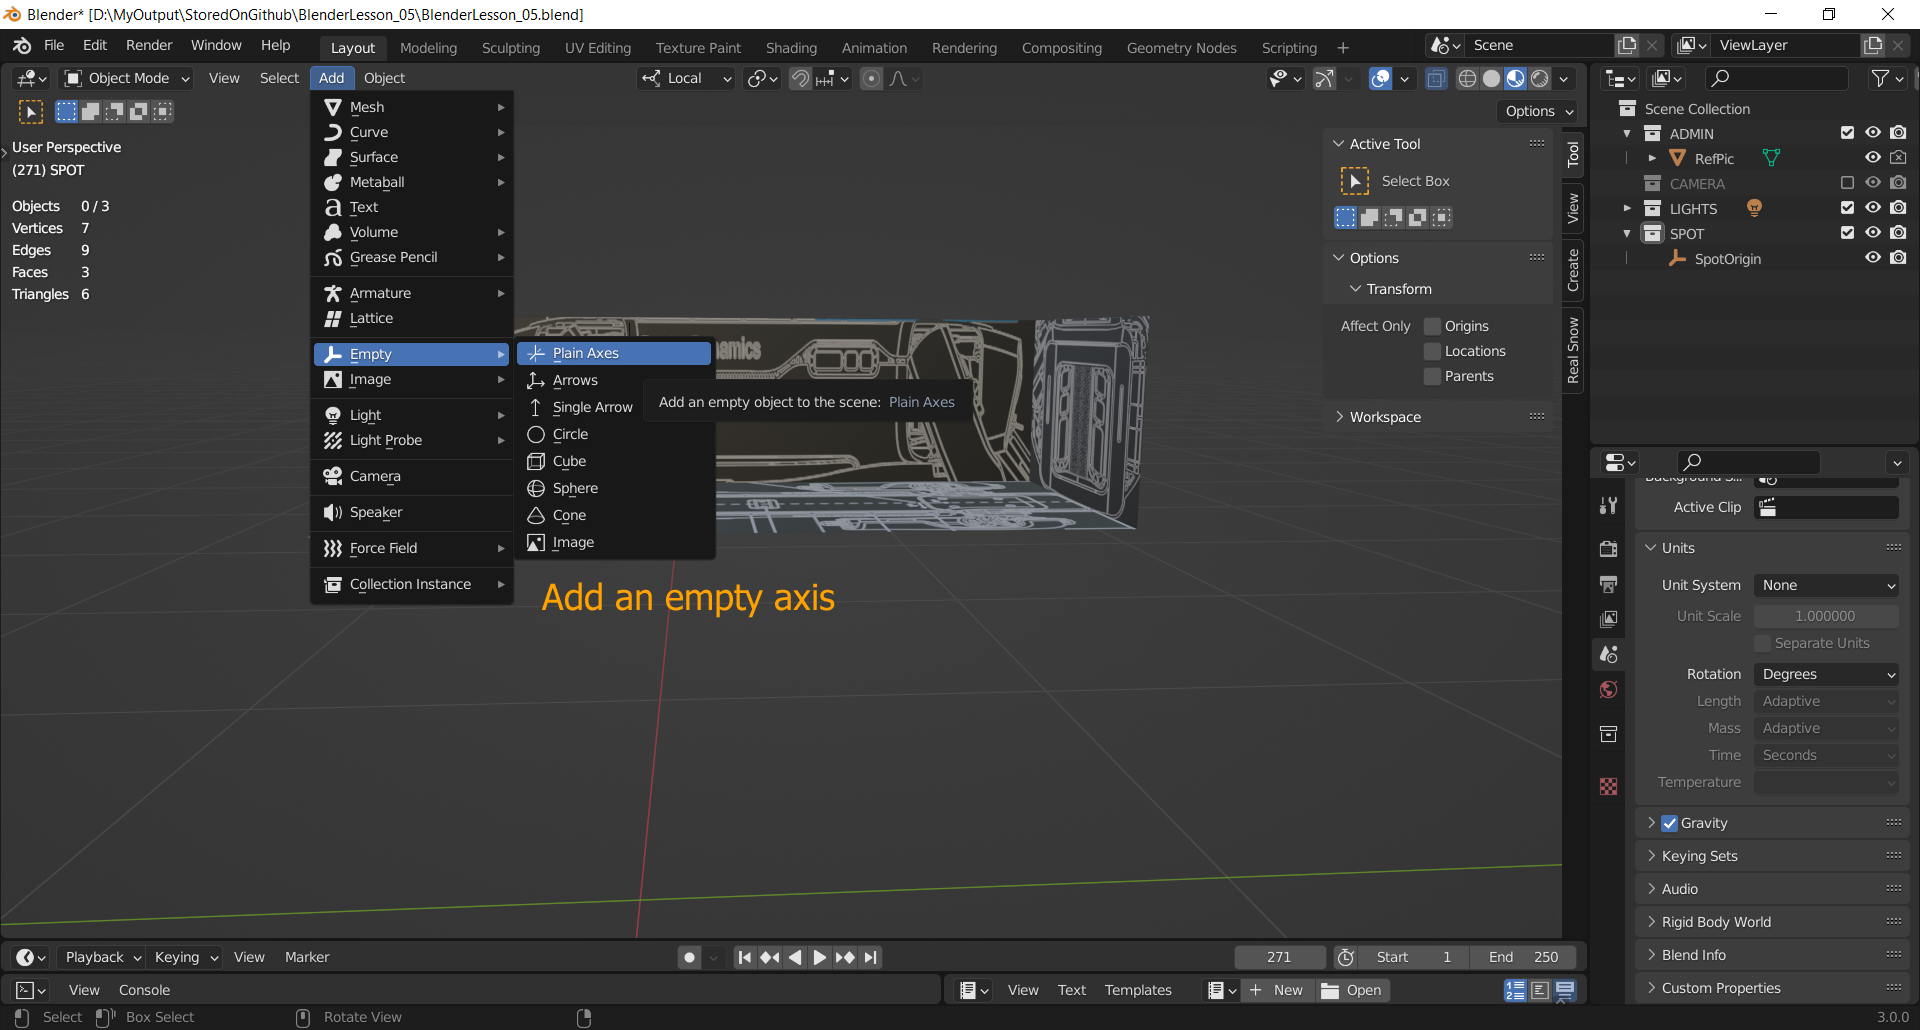 Blender* [D:\MyOutput\StoredOnGithub\BlenderLesson_05\BlenderLesson_05.blend]
File Edit Render Window Help Layout Modeling Sculpting UV Editing Texture Paint Shading Animation Rendering Compositing Geometry Nodes Scripting + Scene ViewLayer
Object Mode View Select Add Object Local
Options
User Perspective
(271) SPOT
Objects 0 / 3
Vertices 7
Edges 9
Faces 3
Triangles 6
Mesh
Curve
Surface
Metaball
Text
Volume
Grease Pencil
Armature
Lattice
Empty
Image
Light
Light Probe
Camera
Speaker
Force Field
Collection Instance
Plain Axes
Arrows
Single Arrow
Circle
Cube
Sphere
Cone
Image
Add an empty object to the scene: Plain Axes
Add an empty axis
Active Tool
Select Box
Options
Transform
Affect Only Origins
Locations
Parents
Workspace
Tool
View
Create
Real Snow
Scene Collection
ADMIN
RefPic
CAMERA
LIGHTS
SPOT
SpotOrigin
Active Clip
Units
Unit System None
Unit Scale 1.000000
Separate Units
Rotation Degrees
Length Adaptive
Mass Adaptive
Time Seconds
Temperature
Gravity
Keying Sets
Audio
Rigid Body World
Blend Info
Custom Properties
Playback Keying View Marker 271 Start 1 End 250
View Console View Text Templates + New Open
Select Box Select Rotate View 3.0.0